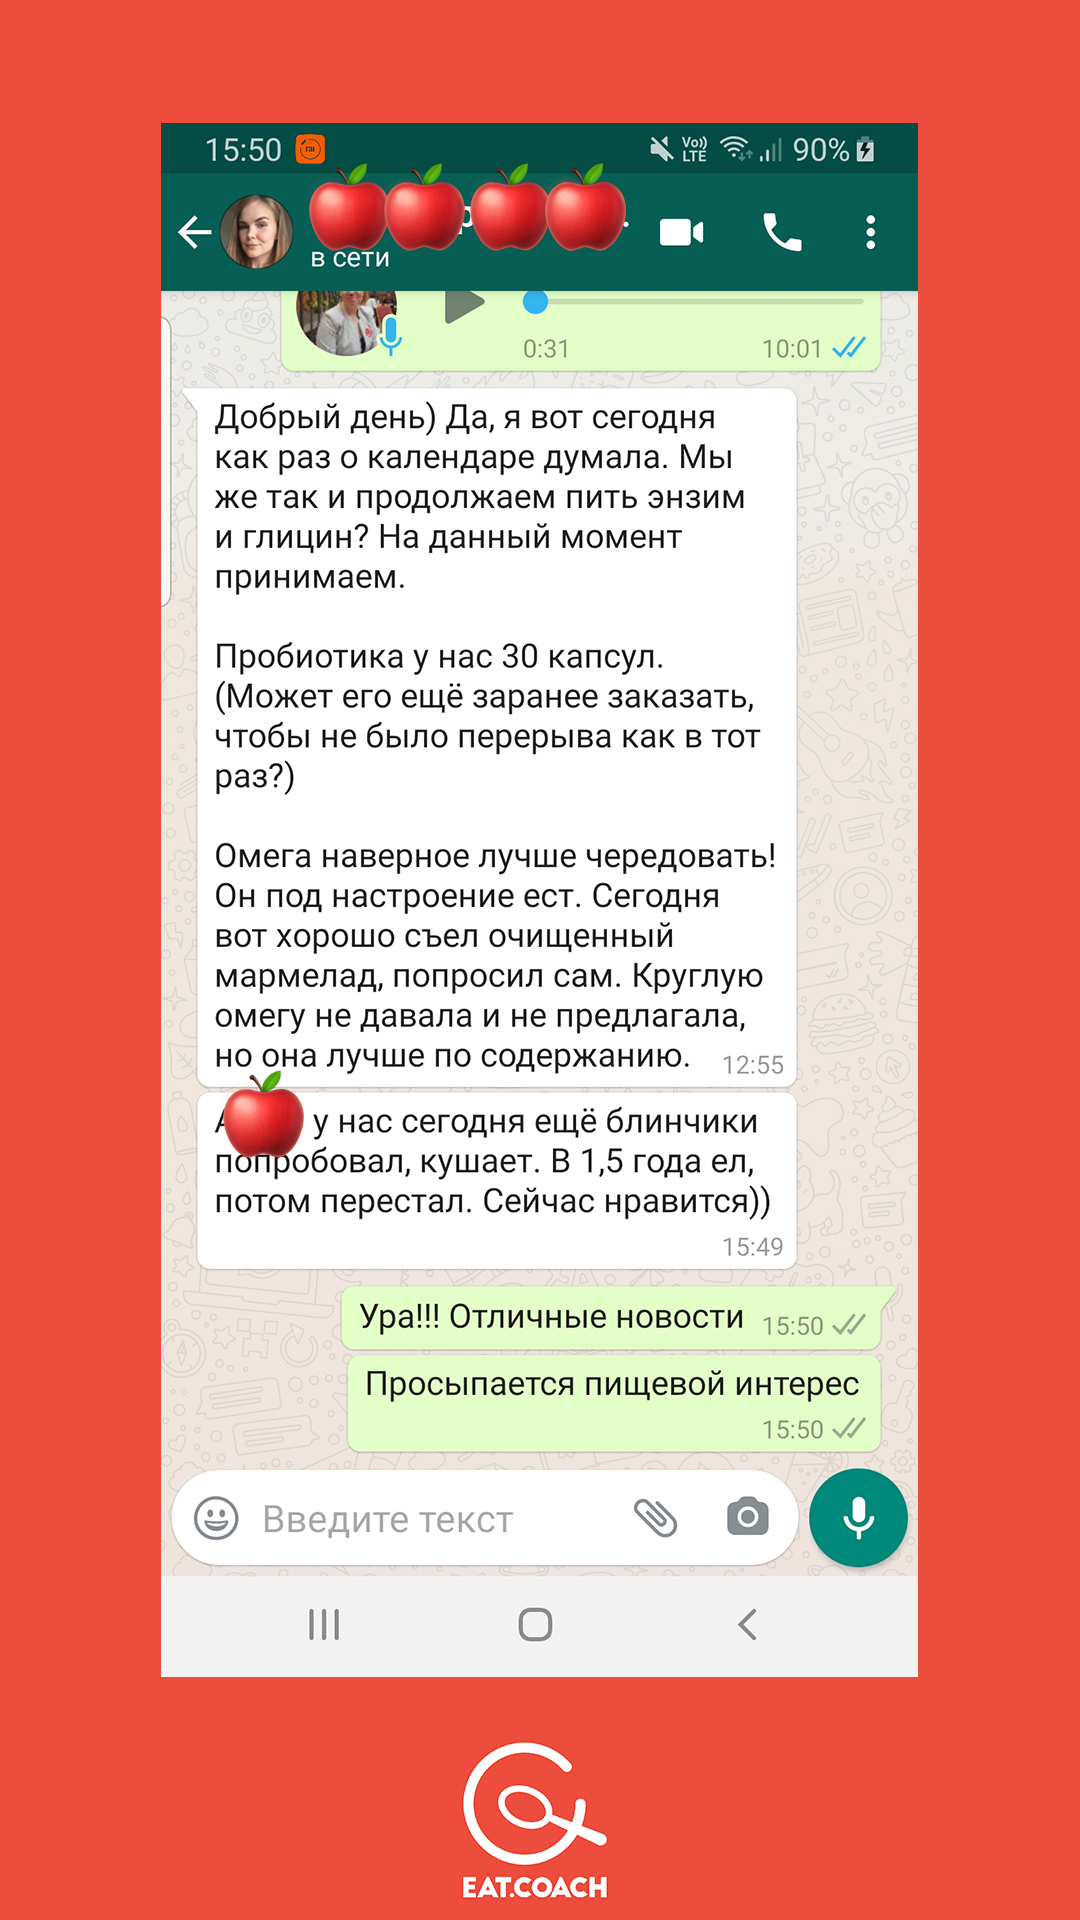 15:50
Vo)) LTE
90%
в сети
0:31
10:01
Добрый день) Да, я вот сегодня
как раз о календаре думала. Мы
же так и продолжаем пить энзим
и глицин? На данный момент
принимаем.
Пробиотика у нас 30 капсул.
(Может его ещё заранее заказать,
чтобы не было перерыва как в тот
раз?)
Омега наверное лучше чередовать!
Он под настроение ест. Сегодня
вот хорошо съел очищенный
мармелад, попросил сам. Круглую
омегу не давала и не предлагала,
но она лучше по содержанию.
12:55
у нас сегодня ещё блинчики
попробовал, кушает. В 1,5 года ел,
потом перестал. Сейчас нравится))
15:49
Ура!!! Отличные новости
15:50
Просыпается пищевой интерес
15:50
Введите текст
EAT.COACH